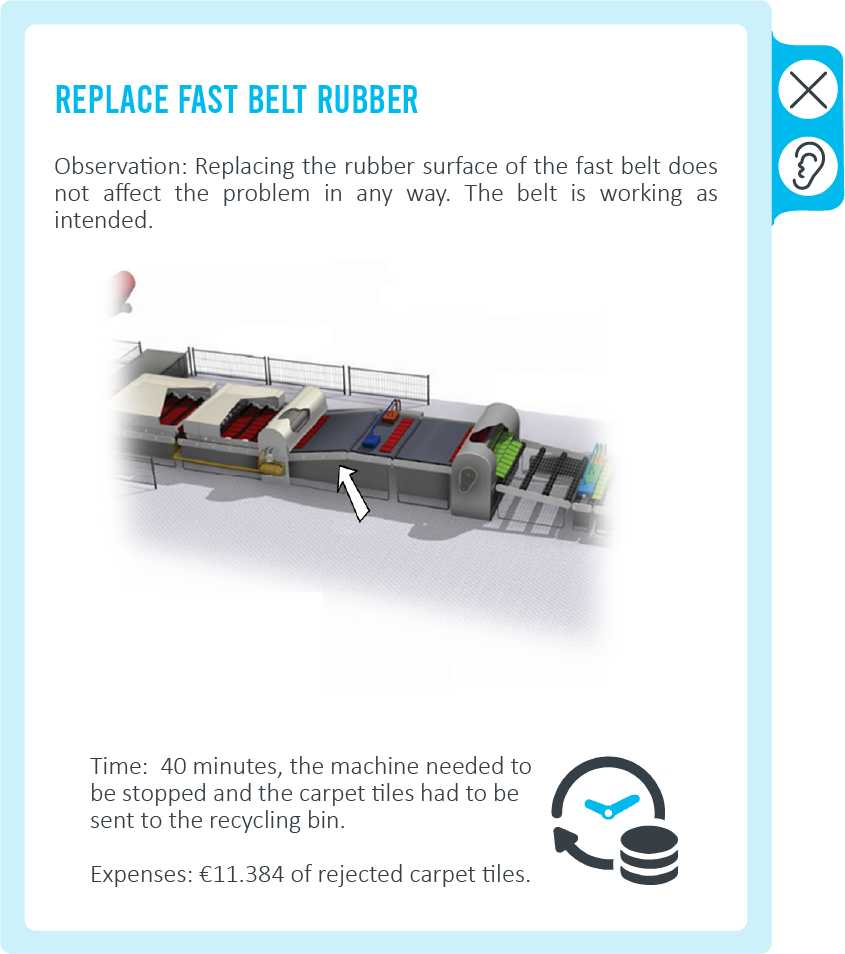 REPLACE FAST BELT RUBBER
Observation: Replacing the rubber surface of the fast belt does
not affect the problem in any way. The belt is working as
intended.
Time:  40 minutes, the machine needed to
be stopped and the carpet tiles had to be
sent to the recycling bin.
Expenses: €11.384 of rejected carpet tiles.